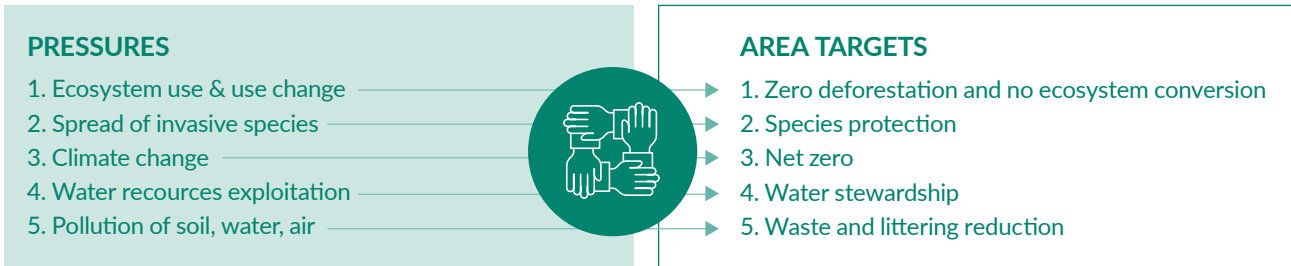 PRESSURES
1. Ecosystem use & use change
2. Spread of invasive species
3. Climate change
4. Water recources exploitation
5. Pollution of soil, water, air
AREA TARGETS
1. Zero deforestation and no ecosystem conversion
2. Species protection
3. Net zero
4. Water stewardship
5. Waste and littering reduction